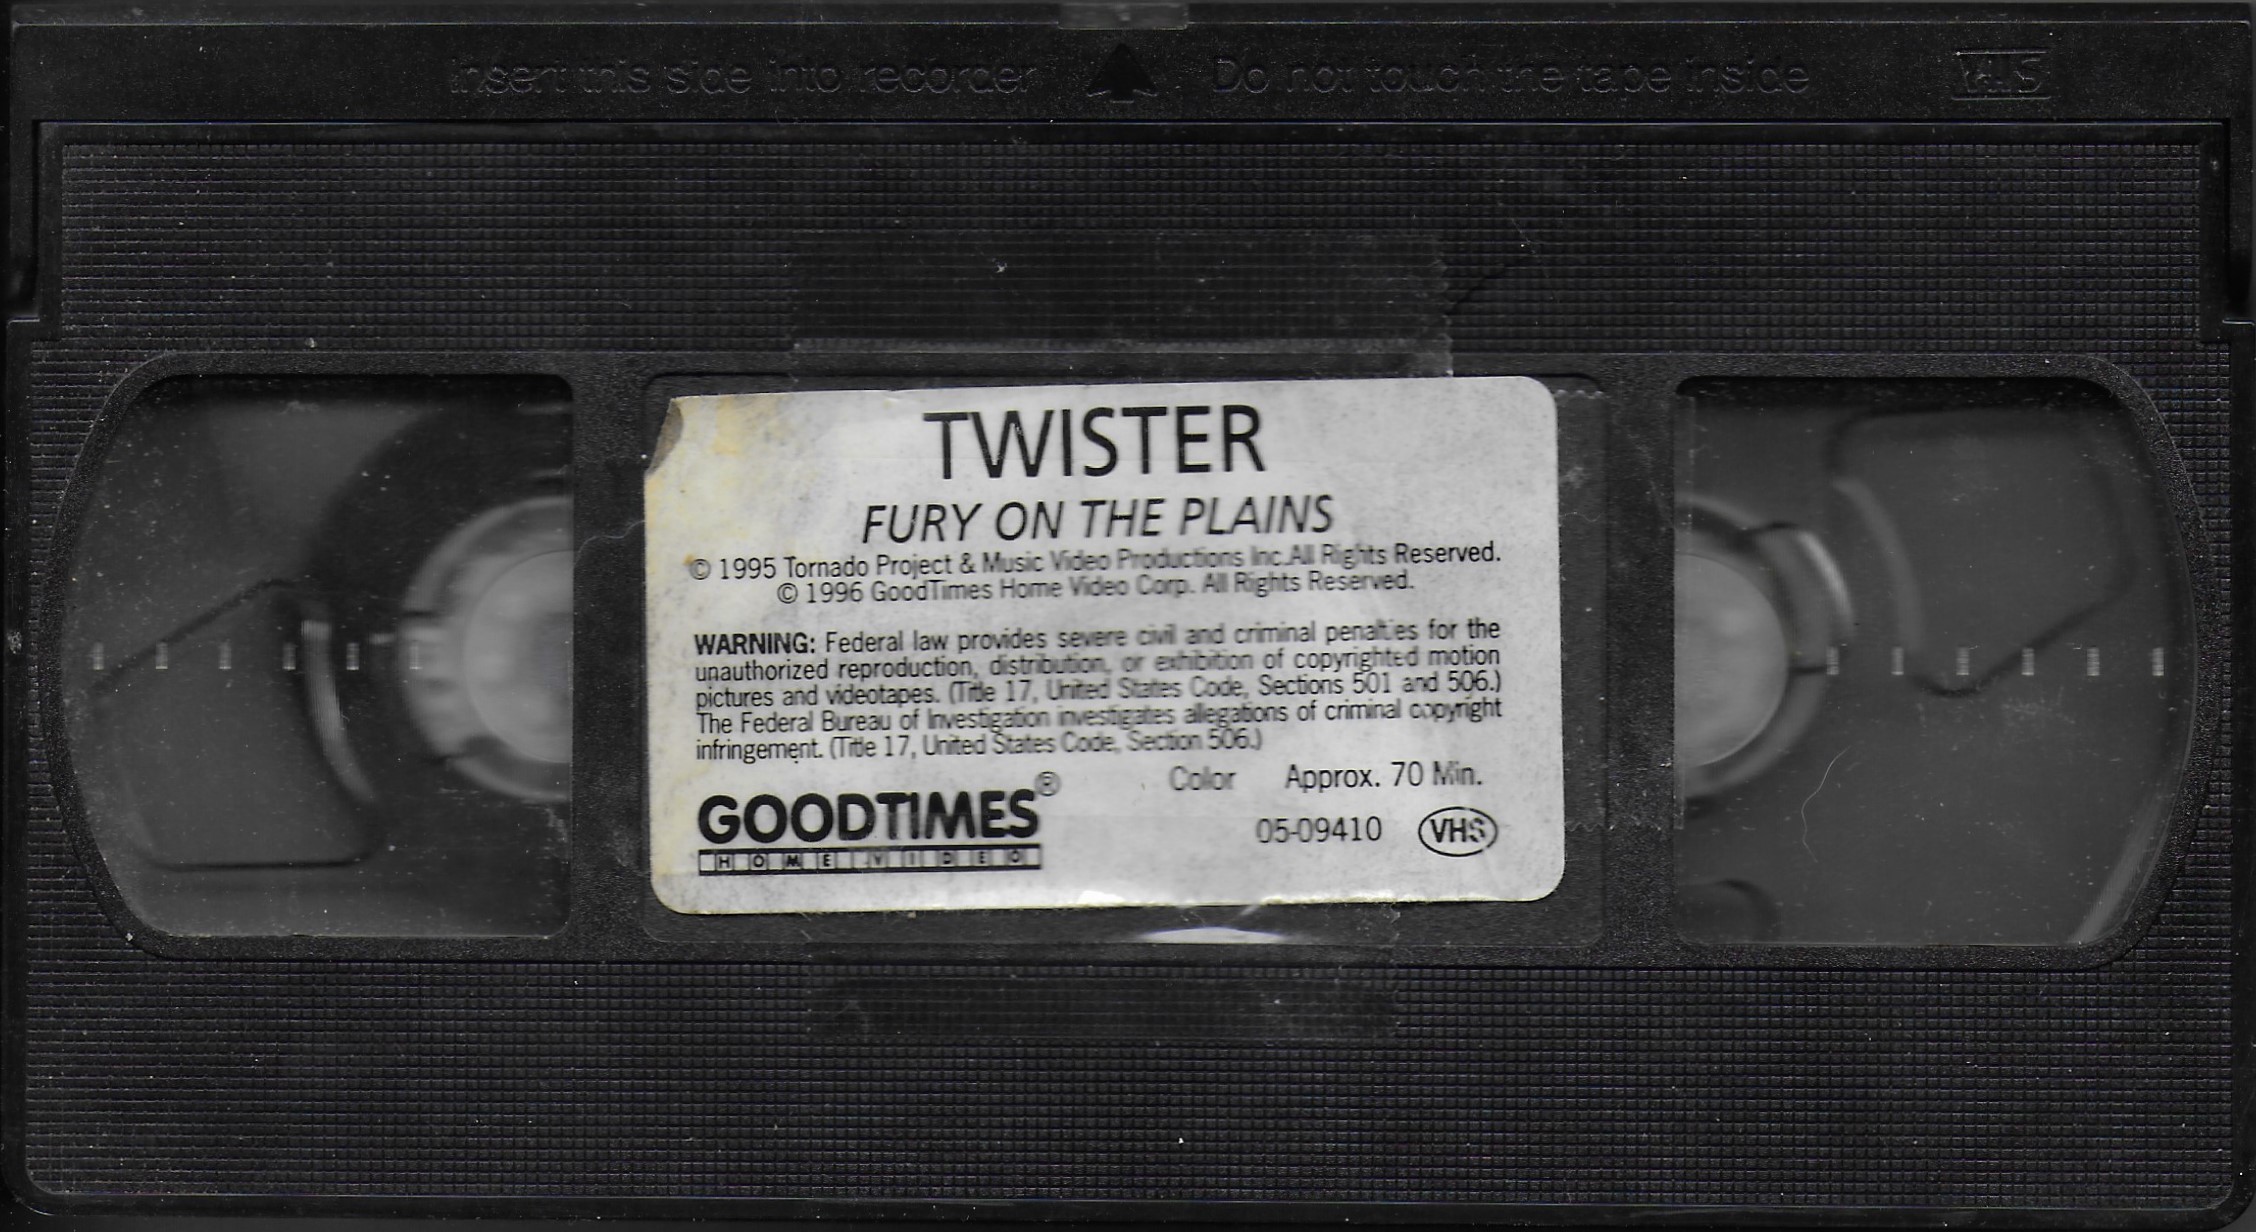 Insert this side into recorder Do not touch the tape inside VHS
TWISTER
FURY ON THE PLAINS
© 1995 Tornado Project & Music Video Productions Inc.All Rights Reserved.
© 1996 GoodTimes Home Video Corp. All Rights Reserved.
WARNING: Federal law provides severe civil and criminal penalties for the
unauthorized reproduction, distribution, or exhibition of copyrighted motion
pictures and videotapes. (Title 17, United States Code, Sections 501 and 506.)
The Federal Bureau of Investigation investigates allegations of criminal copyright
infringement. (Title 17, United States Code, Section 506.)
Color Approx. 70 Min.
GOODTIMES®
HOME VIDEO
05-09410 VHS